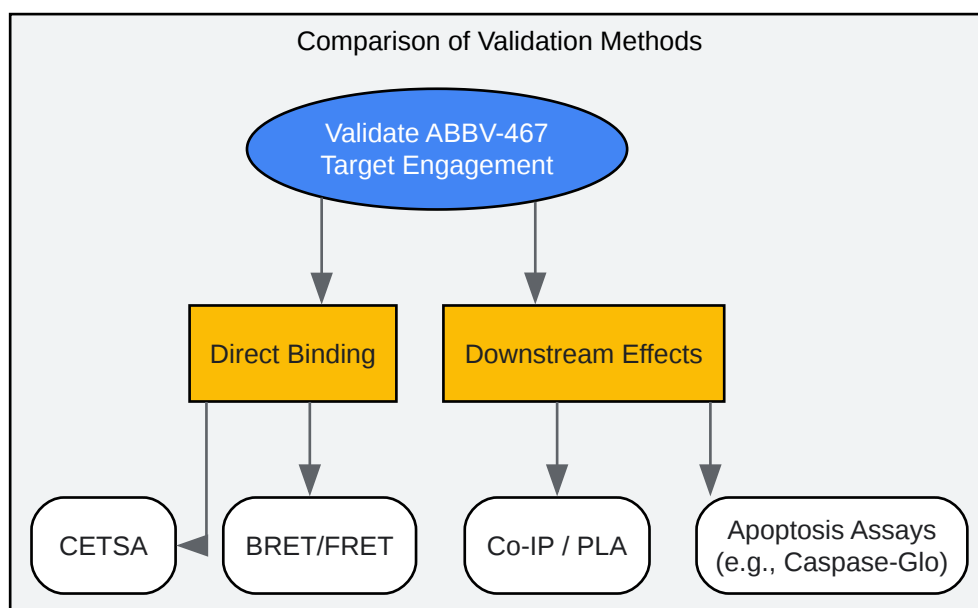 Comparison of Validation Methods
Validate ABBV-467
Target Engagement
Direct Binding
Downstream Effects
CETSA
BRET/FRET
Co-IP / PLA
Apoptosis Assays
(e.g., Caspase-Glo)